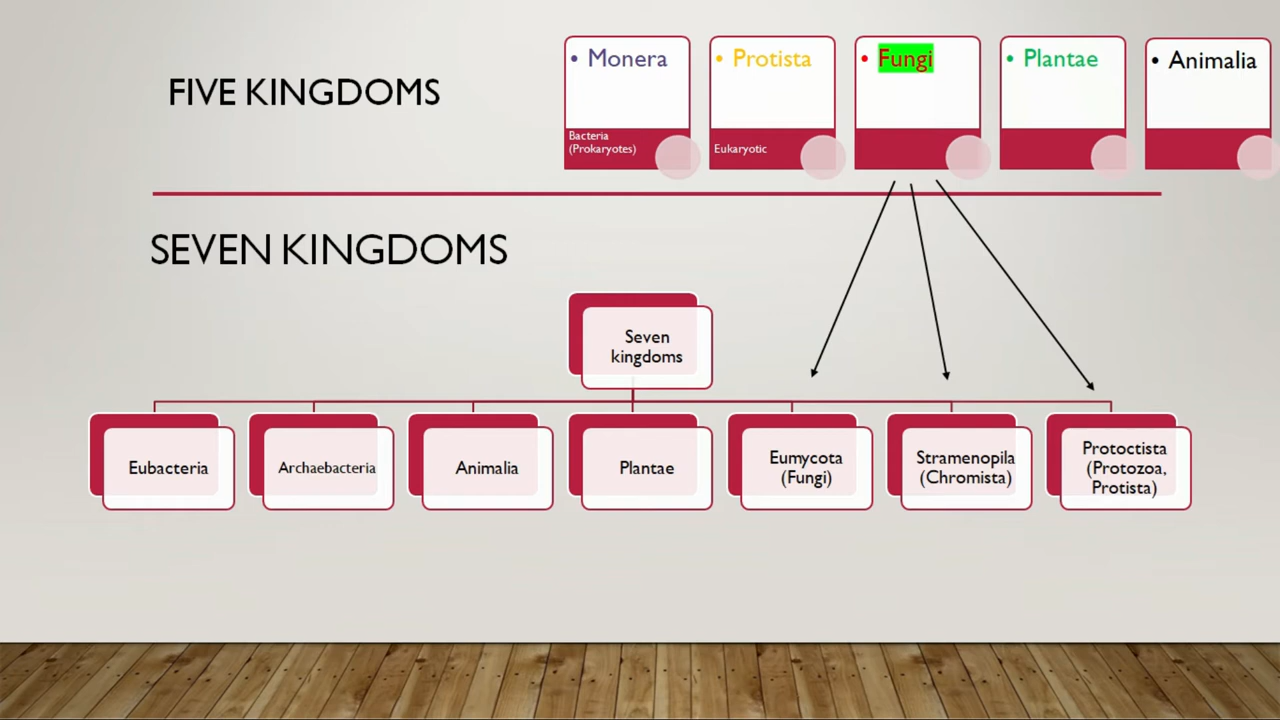 FIVE KINGDOMS
• Monera
Bacteria
(Prokaryotes)
• Protista
Eukaryotic
• Fungi
• Plantae
• Animalia
SEVEN KINGDOMS
Seven
kingdoms
Eubacteria
Archaebacteria
Animalia
Plantae
Eumycota
(Fungi)
Stramenopila
(Chromista)
Protoctista
(Protozoa,
Protista)